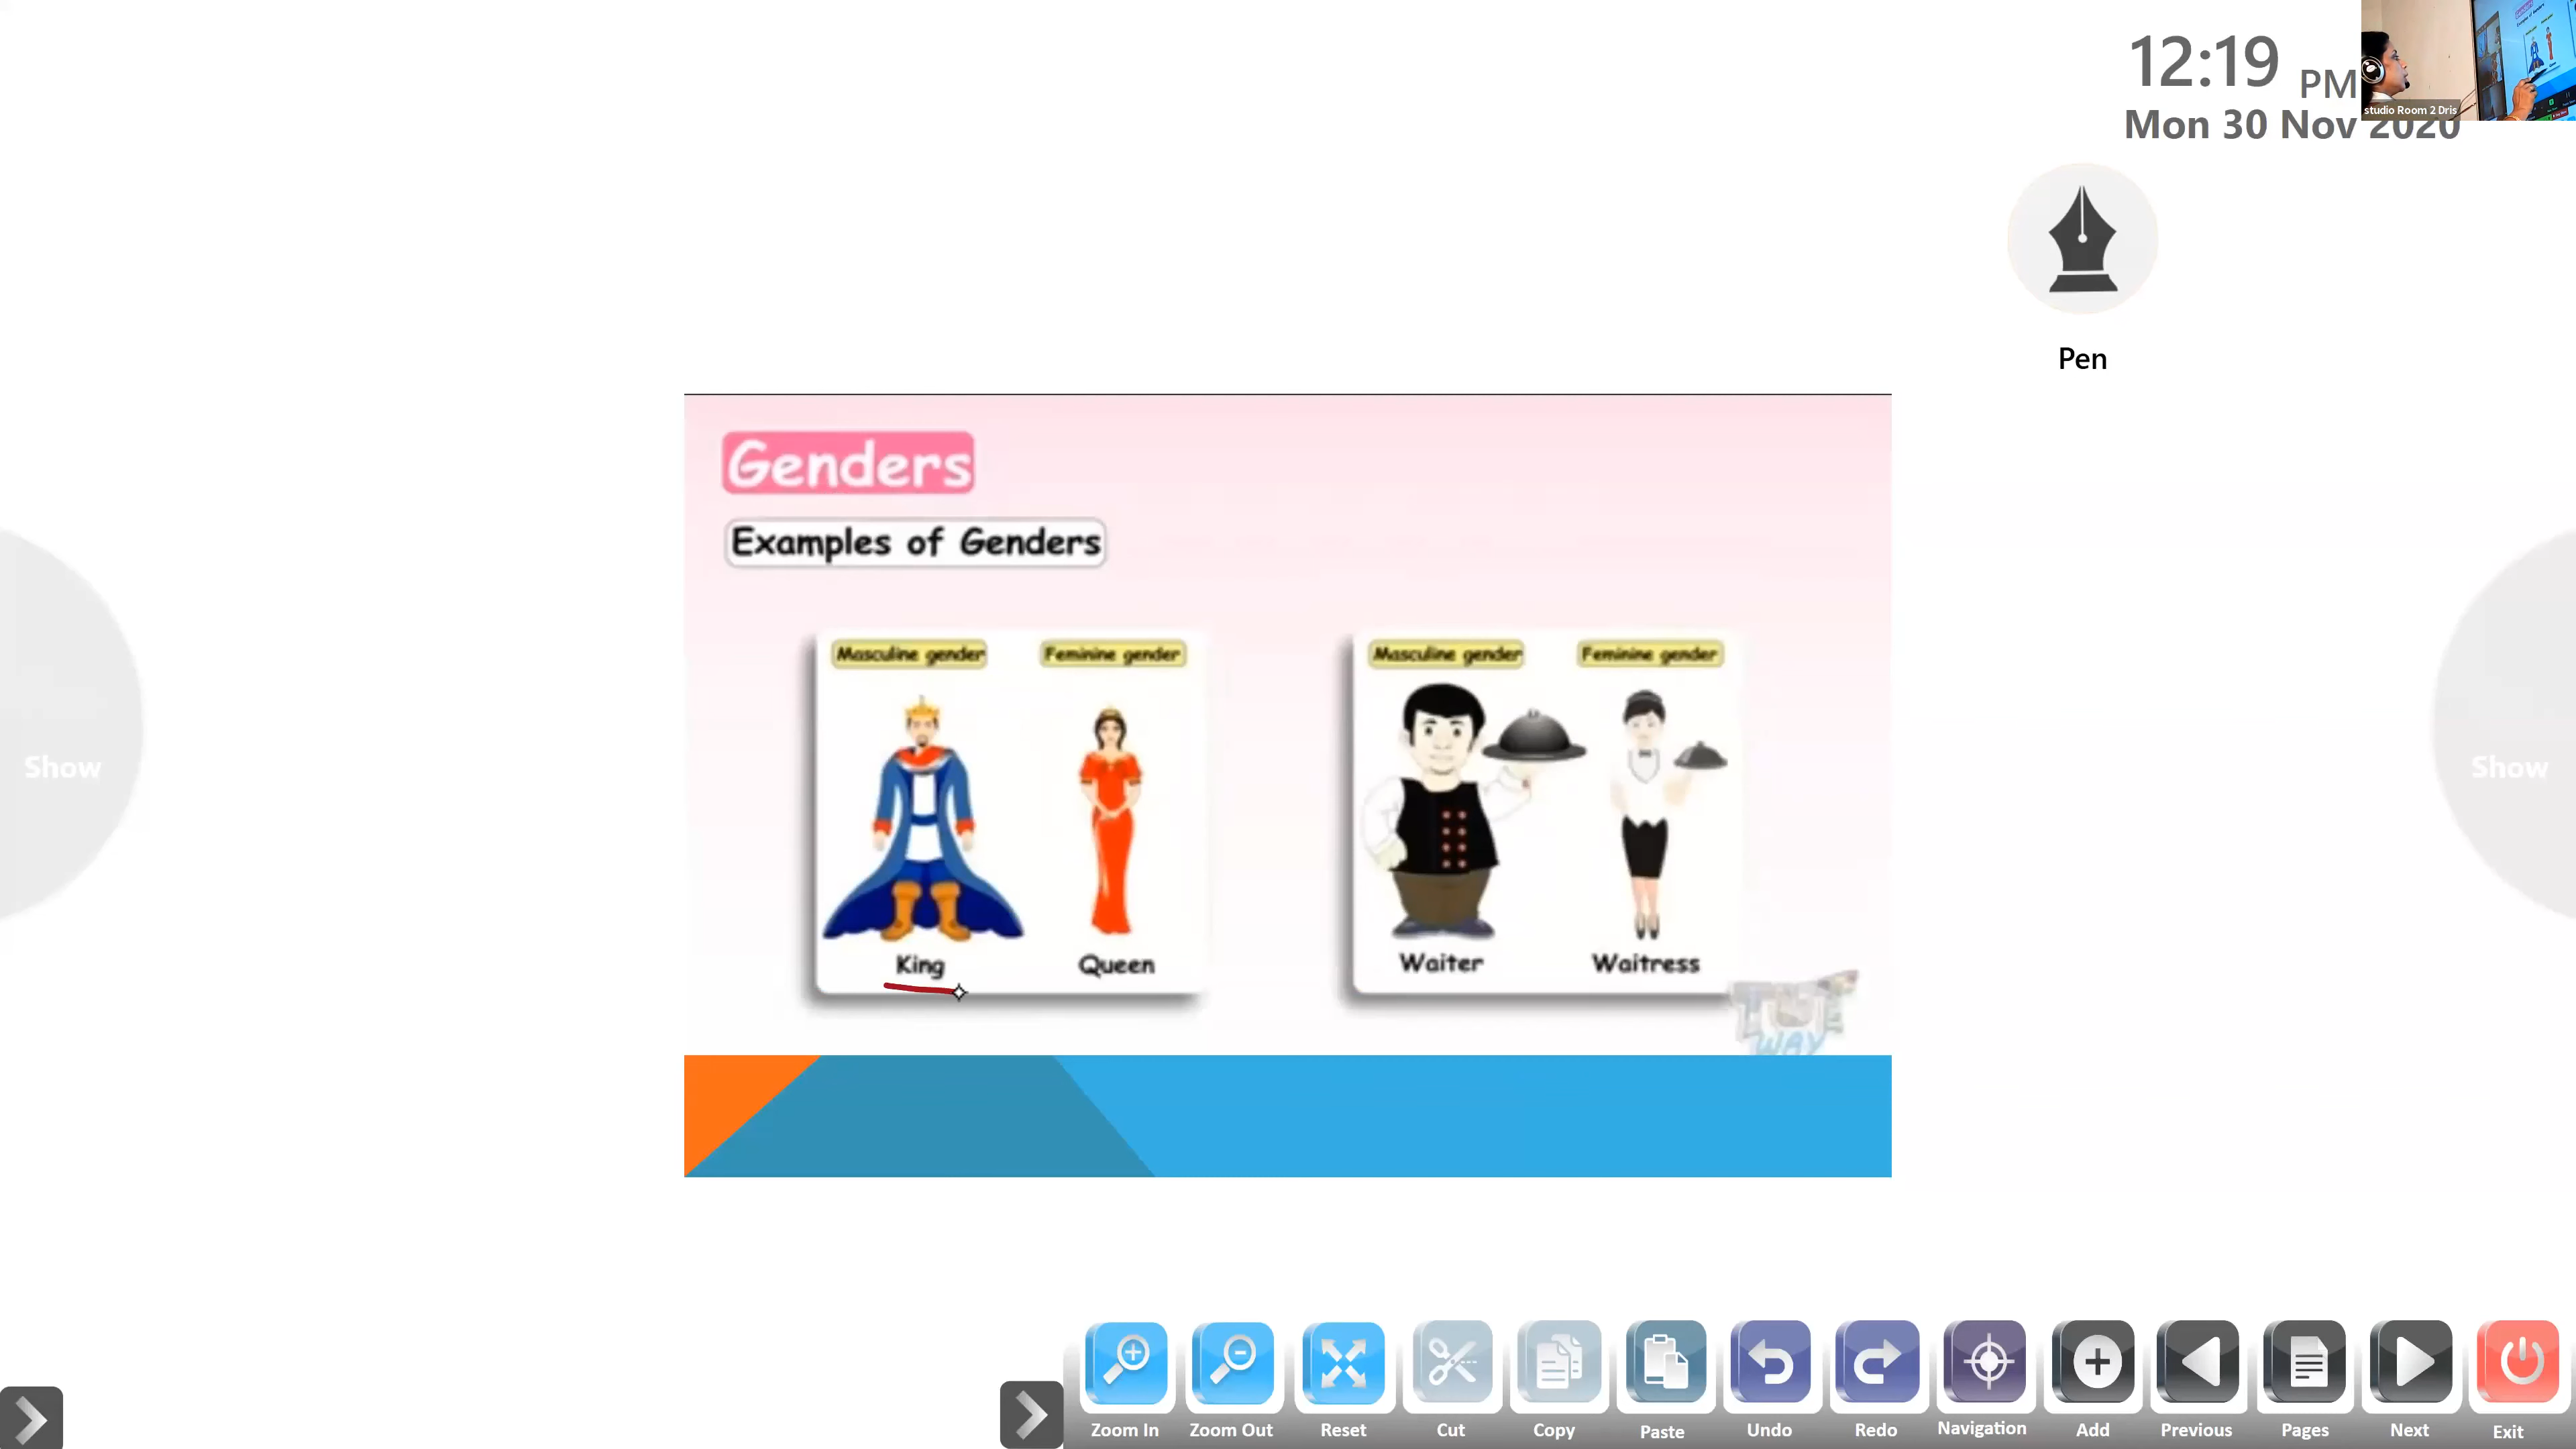 12:19 PM
Mon 30 Nov 2020
studio Room 2 Dris
Pen
Genders
Examples of Genders
Masculine gender Feminine gender
King Queen
Masculine gender Feminine gender
Waiter Waitress
TUTWAY
Show
Show
Zoom In Zoom Out Reset Cut Copy Paste Undo Redo Navigation Add Previous Pages Next Exit